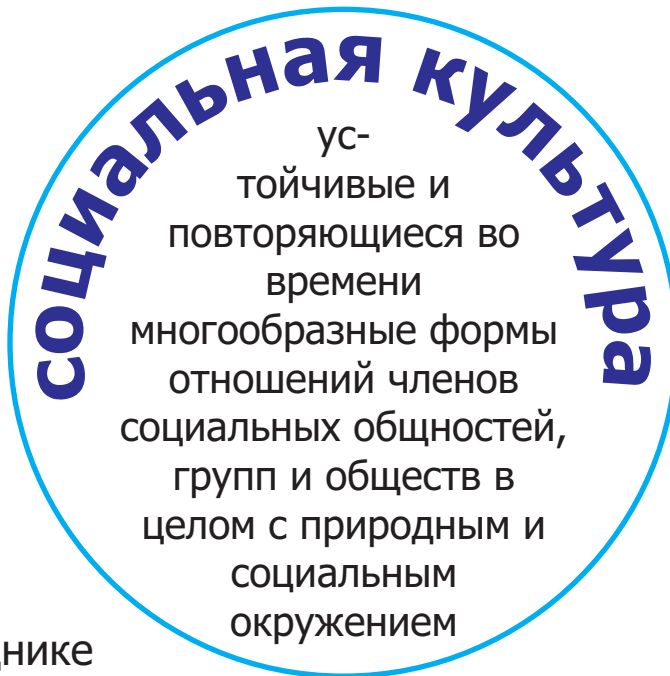 социальная культура
ус-
тойчивые и
повторяющиеся во
времени
многообразные формы
отношений членов
социальных общностей,
групп и обществ в
целом с природным и
социальным
окружением